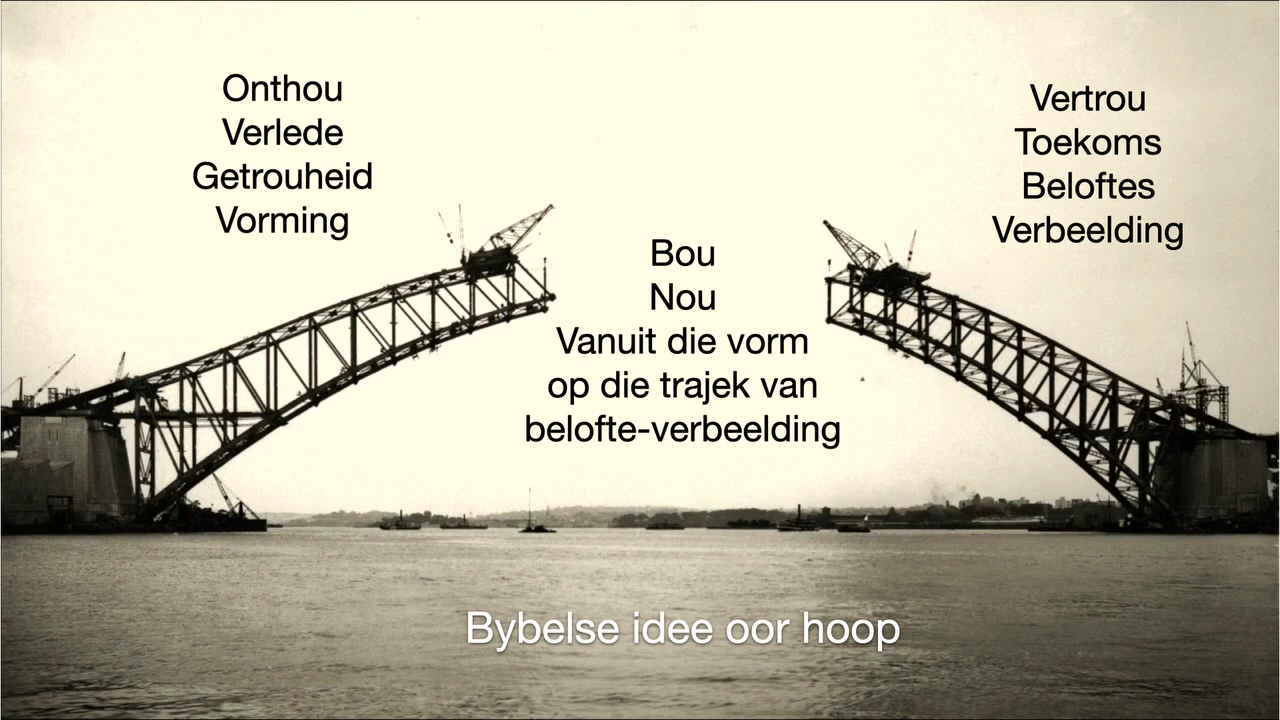 Onthou
Verlede
Getrouheid
Vorming
Bou
Nou
Vanuit die vorm
op die trajek van
belofte-verbeelding
Vertrou
Toekoms
Beloftes
Verbeelding
Bybelse idee oor hoop